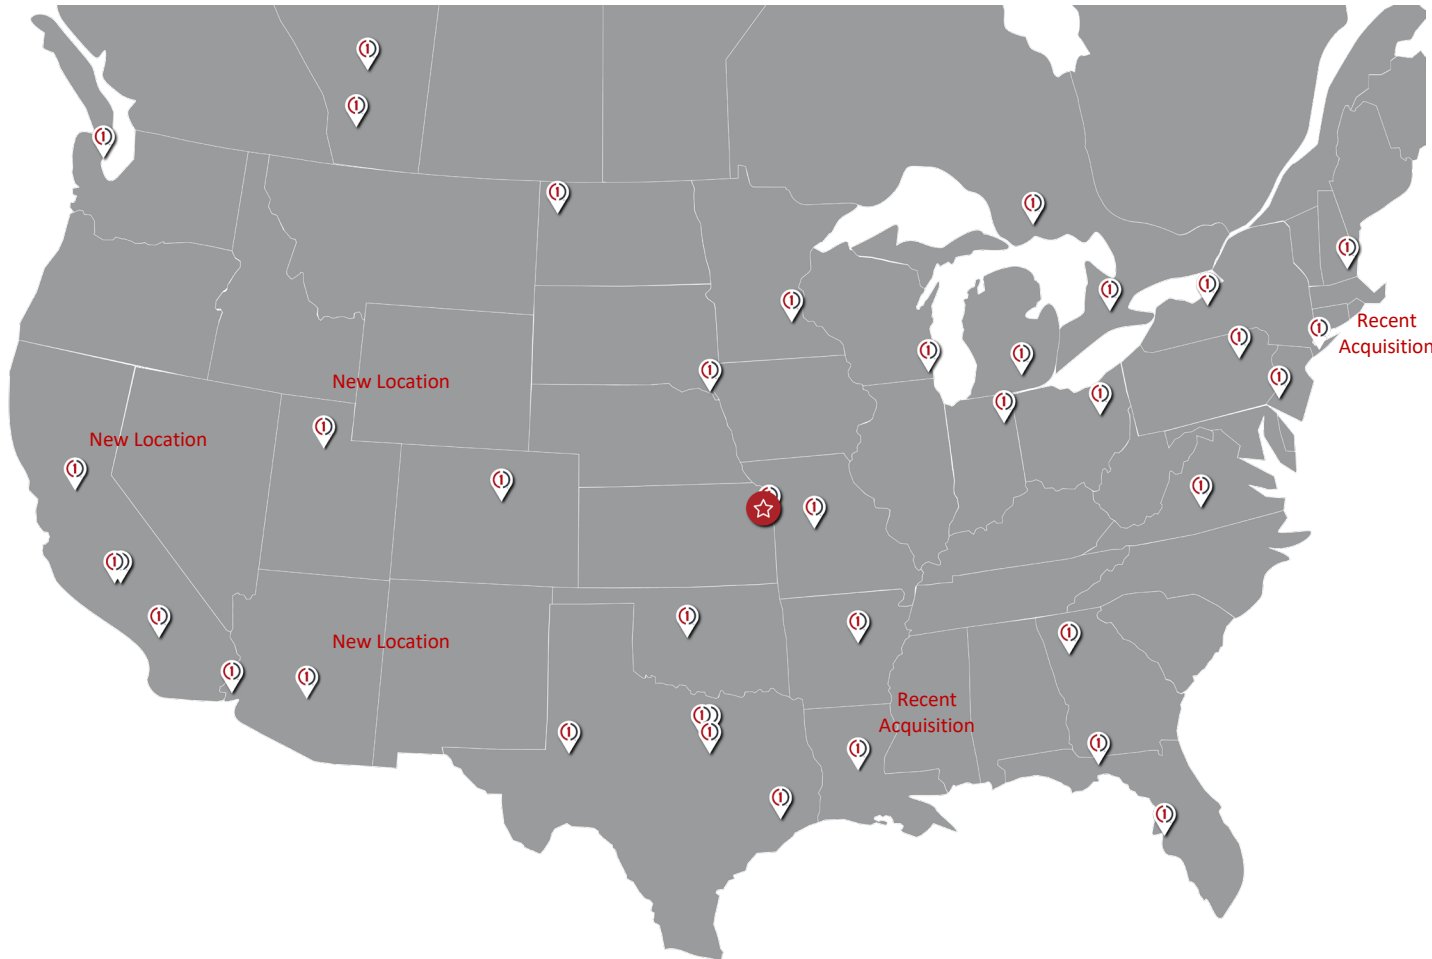 Recent
Acquisition
New Location
New Location
New Location
Recent
Acquisition